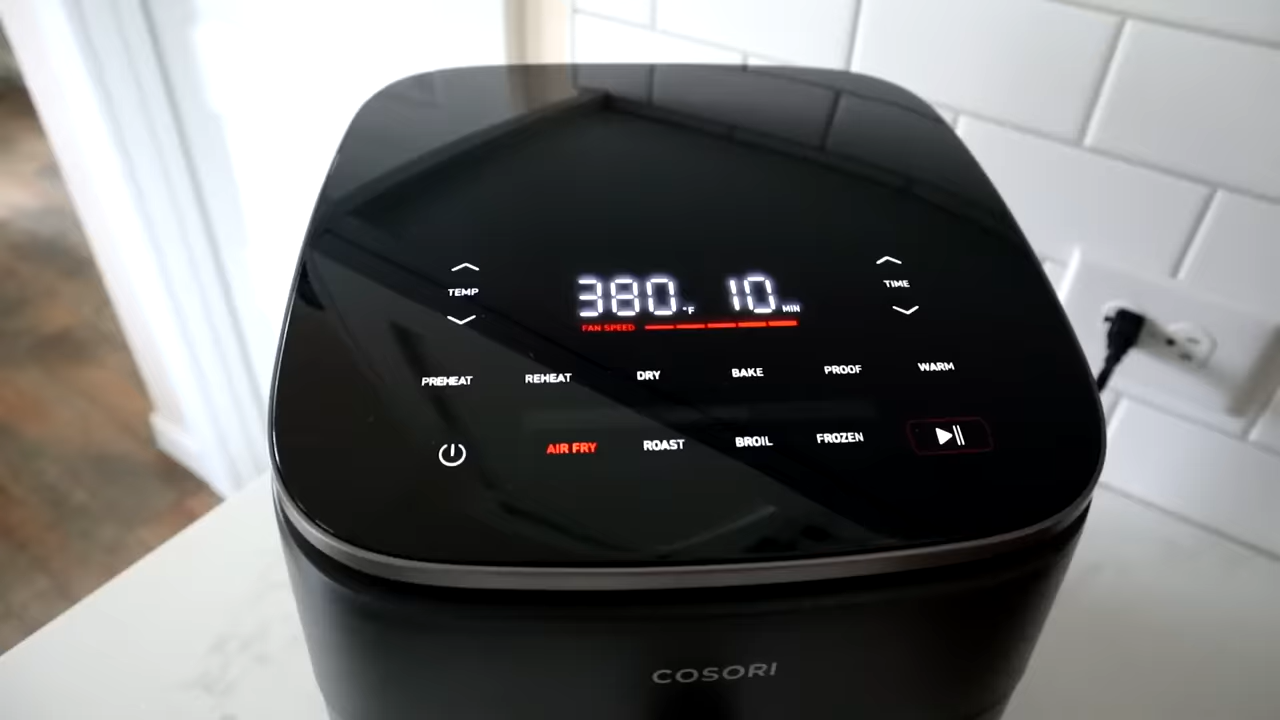 TEMP
380°F 10 MIN
TIME
FAN SPEED
PREHEAT REHEAT DRY BAKE PROOF WARM
AIR FRY ROAST BROIL FROZEN
COSORI